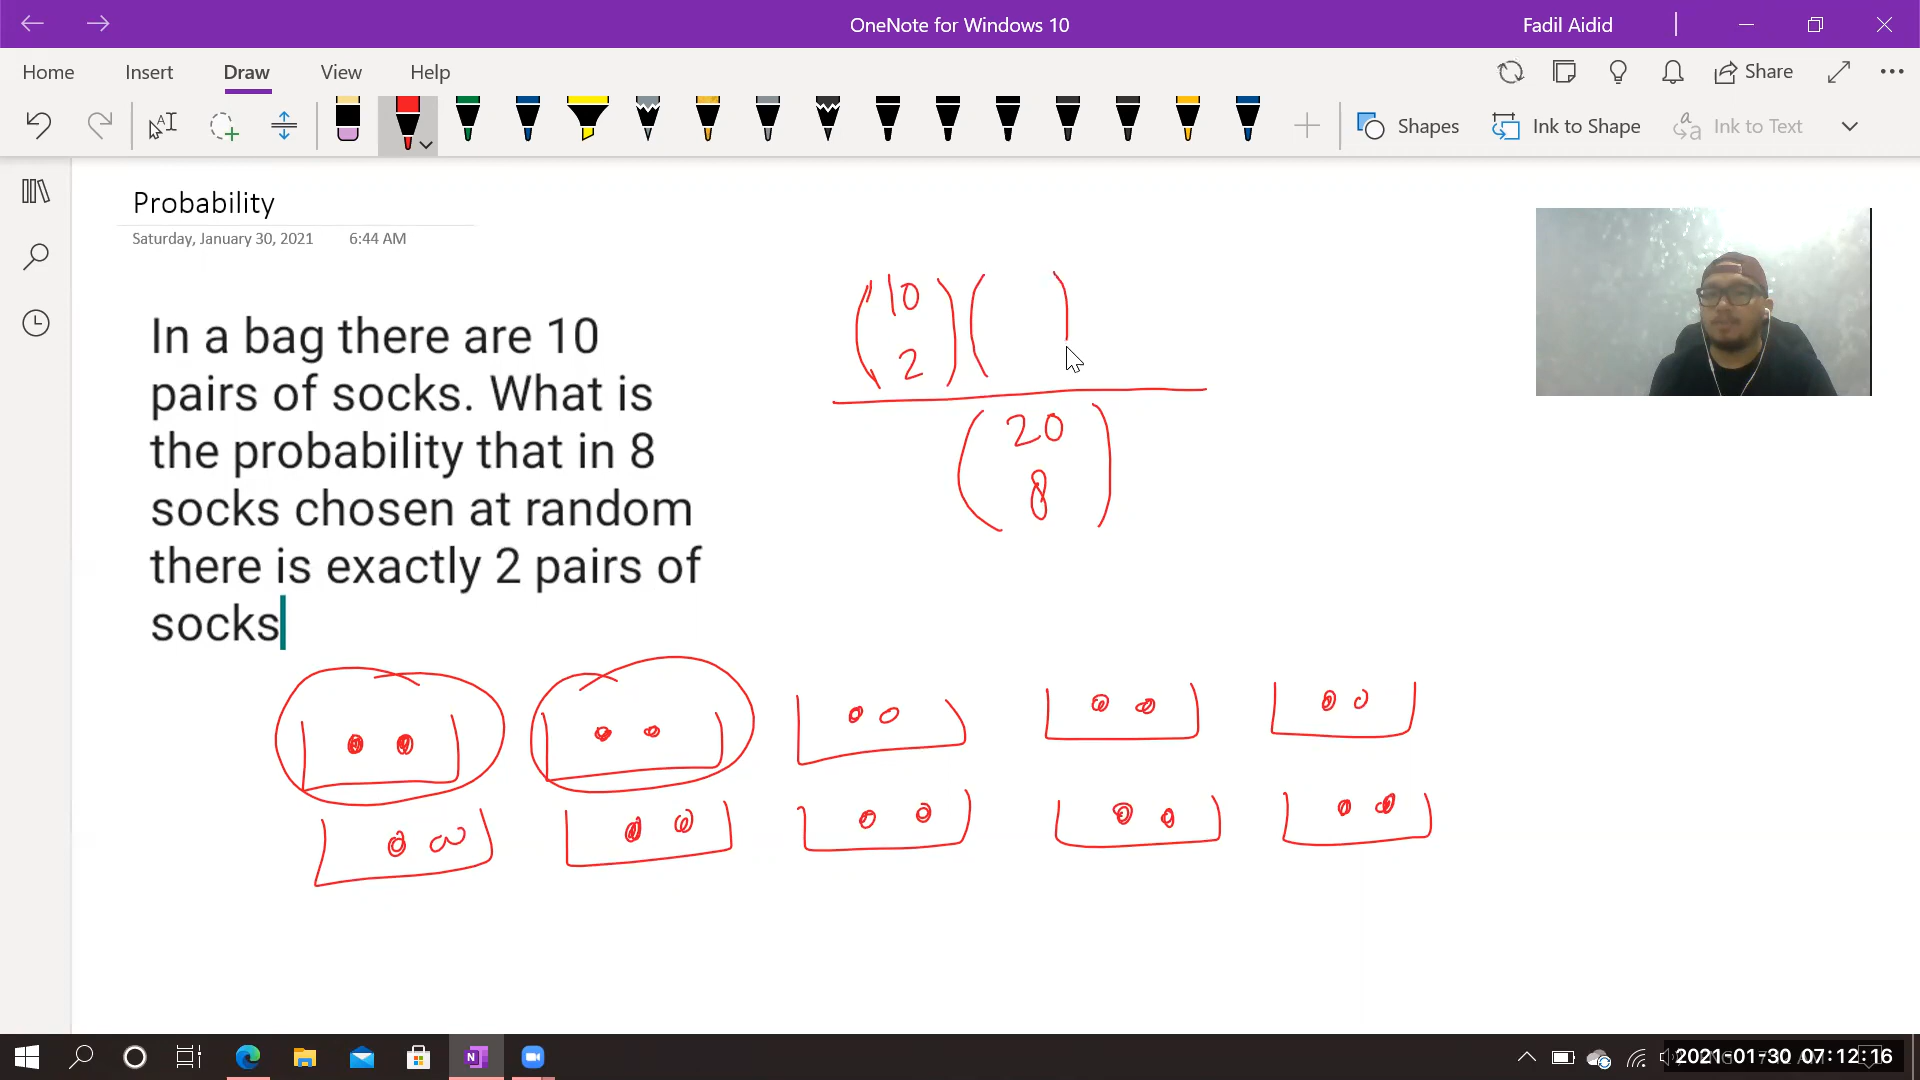 OneNote for Windows 10
Fadil Aidid
Home Insert Draw View Help
Share
Shapes Ink to Shape Ink to Text
Probability
Saturday, January 30, 2021 6:44 AM
In a bag there are 10
pairs of socks. What is
the probability that in 8
socks chosen at random
there is exactly 2 pairs of
socks
10
2
20
8
2021-01-30 07:12:16